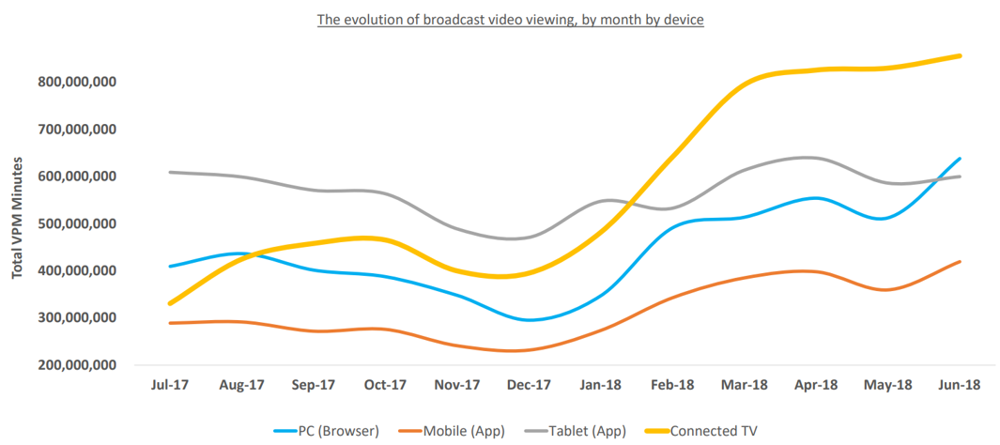 The evolution of broadcast video viewing, by month by device
Total VPM Minutes
800,000,000
700,000,000
600,000,000
500,000,000
400,000,000
300,000,000
200,000,000
Jul-17 Aug-17 Sep-17 Oct-17 Nov-17 Dec-17 Jan-18 Feb-18 Mar-18 Apr-18 May-18 Jun-18
PC (Browser) Mobile (App) Tablet (App) Connected TV